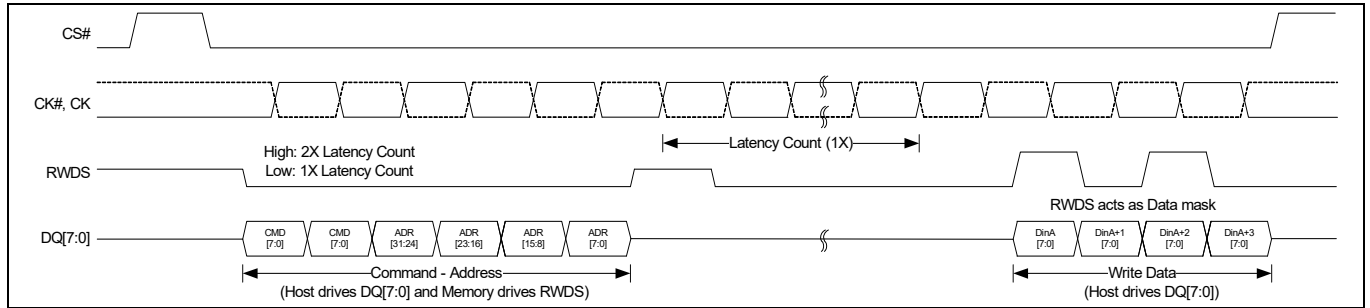 CS#
CK#, CK
Latency Count (1X)
High: 2X Latency Count
Low: 1X Latency Count
RWDS
RWDS acts as Data mask
DQ[7:0]
CMD
[7:0]
CMD
[7:0]
ADR
[31:24]
ADR
[23:16]
ADR
[15:8]
ADR
[7:0]
DinA
[7:0]
DinA+1
[7:0]
DinA+2
[7:0]
DinA+3
[7:0]
Command - Address
(Host drives DQ[7:0] and Memory drives RWDS)
Write Data
(Host drives DQ[7:0])